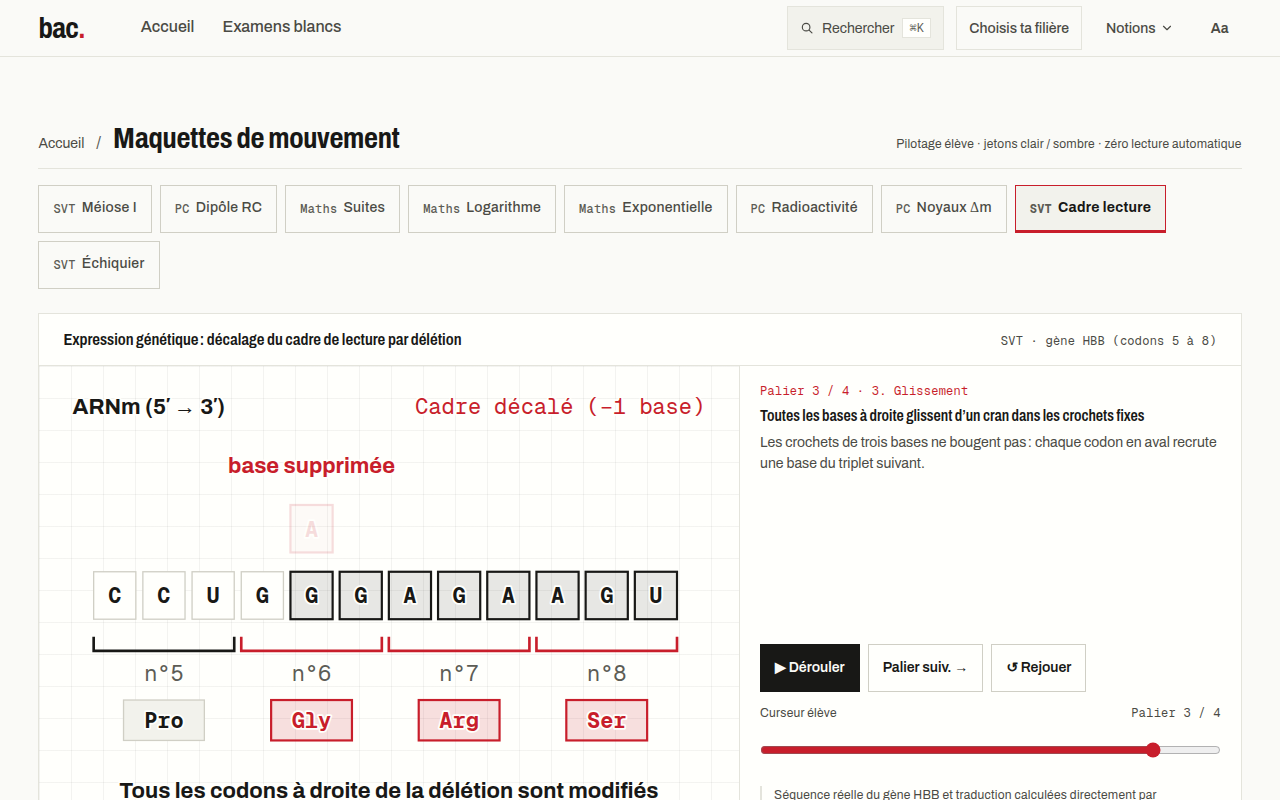 bac.
Accueil
Examens blancs
Rechercher ⌘K
Choisis ta filière
Notions
Aa
Accueil / Maquettes de mouvement
Pilotage élève · jetons clair / sombre · zéro lecture automatique
SVT Méiose I
PC Dipôle RC
Maths Suites
Maths Logarithme
Maths Exponentielle
PC Radioactivité
PC Noyaux Δm
SVT Cadre lecture
SVT Échiquier
Expression génétique : décalage du cadre de lecture par délétion
SVT · gène HBB (codons 5 à 8)
ARNm (5′ → 3′)
Cadre décalé (−1 base)
base supprimée
A
C C U G G G A G A A G U
n°5 n°6 n°7 n°8
Pro Gly Arg Ser
Tous les codons à droite de la délétion sont modifiés
Palier 3 / 4 · 3. Glissement
Toutes les bases à droite glissent d’un cran dans les crochets fixes
Les crochets de trois bases ne bougent pas : chaque codon en aval recrute
une base du triplet suivant.
▶ Dérouler
Palier suiv. →
↺ Rejouer
Curseur élève
Palier 3 / 4
Séquence réelle du gène HBB et traduction calculées directement par